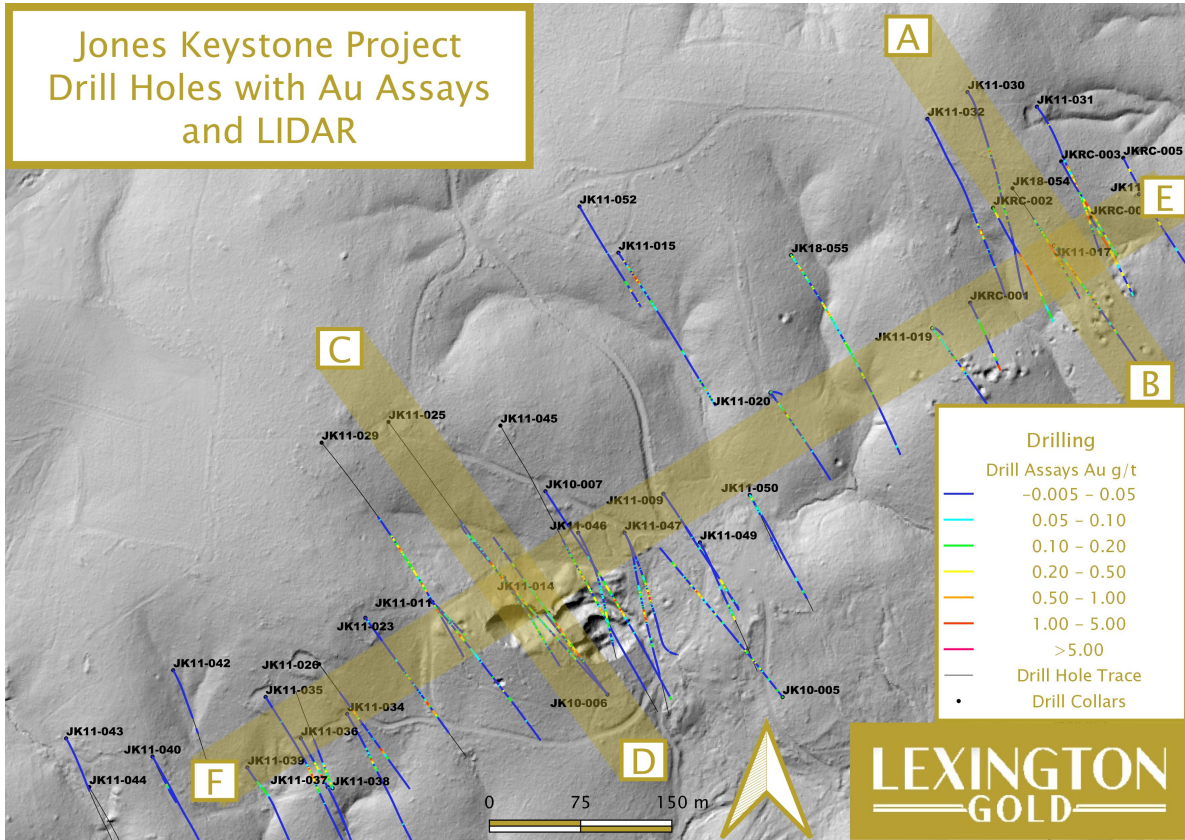 Jones Keystone Project
Drill Holes with Au Assays
and LIDAR
A
JK11-030
JK11-032
JK11-031
JKRC-003
JKRC-005
JK18-054
JK11
E
JKRC-002
JKRC-00
JK11-052
JK11-015
JK18-055
JK11-017
JKRC-001
JK11-019
C
B
JK11-020
JK11-025
JK11-045
JK11-029
JK10-007
JK11-009
JK11-050
JK11-046
JK11-047
JK11-049
JK11-014
JK11-011
JK11-023
JK11-026
JK11-042
JK11-035
JK10-005
JK10-006
JK11-034
JK11-043
JK11-036
JK11-040
JK11-039
D
F
JK11-044
JK11-037
JK11-038
Drilling
Drill Assays Au g/t
-0.005 - 0.05
0.05 - 0.10
0.10 - 0.20
0.20 - 0.50
0.50 - 1.00
1.00 - 5.00
>5.00
Drill Hole Trace
Drill Collars
0 75 150 m
LEXINGTON
GOLD